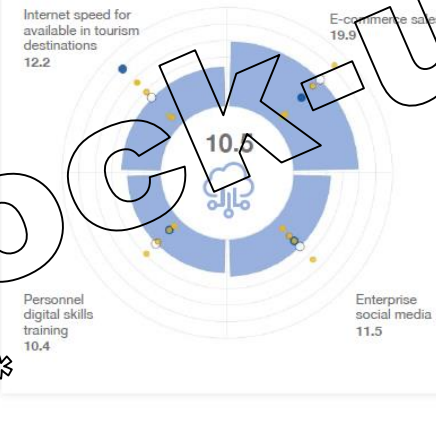 Internet speed for
available in tourism
destinations
12.2
E-commerce sale
19.9
10.5
Personnel
digital skills
training
10.4
Enterprise
social media
11.5